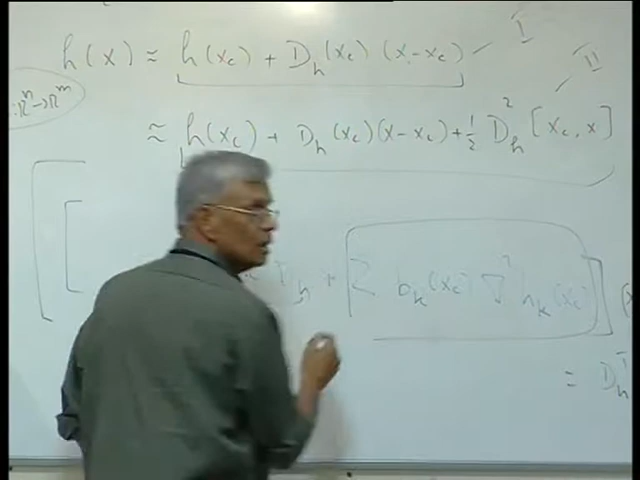 h(x) ≈ h(x_c) + D_h(x_c) (x-x_c) I
: ℝ^n → ℝ^m II
≈ h(x_c) + D_h(x_c)(x-x_c) + 1/2 D_h^2 [x_c, x]
D_h + [Σ b_k(x_c) ∇^2 h_k(x_c)] (x
= D_h^T